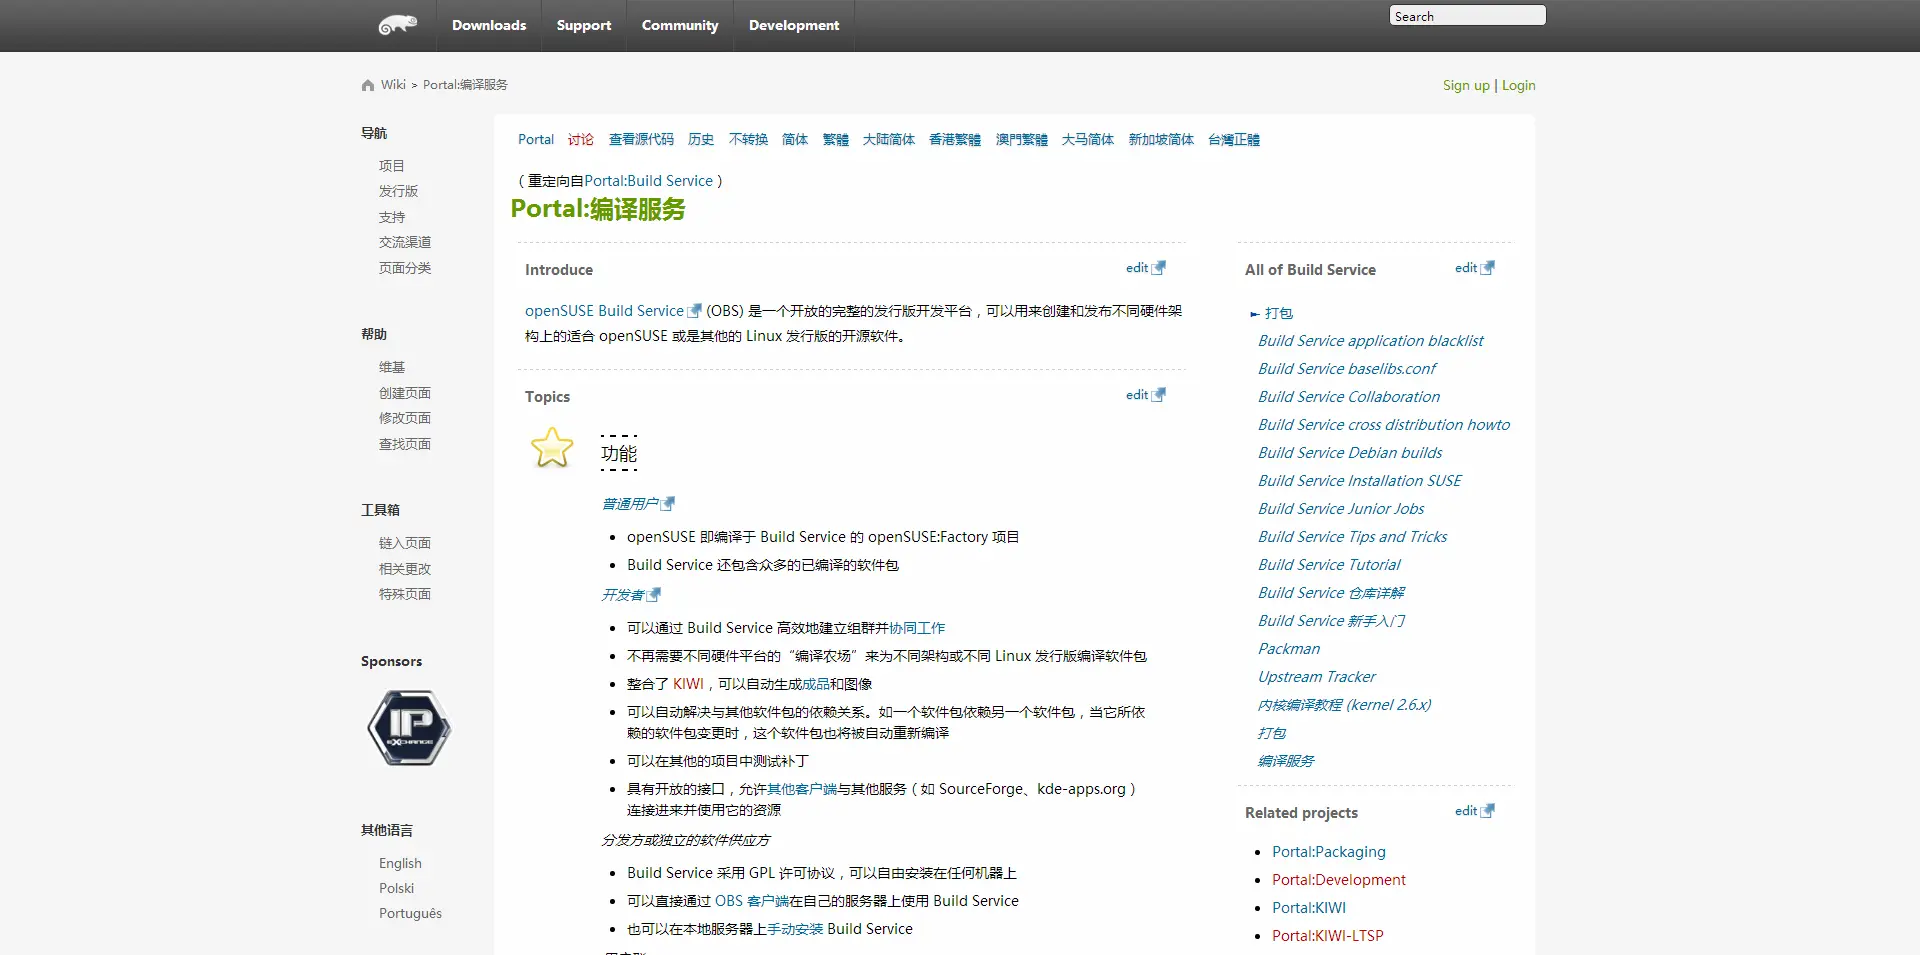 Downloads
Support
Community
Development
Search
Wiki > Portal:编译服务
Sign up | Login
导航
项目
发行版
支持
交流渠道
页面分类
帮助
维基
创建页面
修改页面
查找页面
工具箱
链入页面
相关更改
特殊页面
Sponsors
IP
EXCHANGE
其他语言
English
Polski
Português
Portal 讨论 查看源代码 历史 不转换 简体 繁體 大陆简体 香港繁體 澳門繁體 大马简体 新加坡简体 台灣正體
(重定向自Portal:Build Service)
Portal:编译服务
Introduce
edit
openSUSE Build Service (OBS) 是一个开放的完整的发行版开发平台，可以用来创建和发布不同硬件架
构上的适合 openSUSE 或是其他的 Linux 发行版的开源软件。
Topics
edit
功能
普通用户
openSUSE 即编译于 Build Service 的 openSUSE:Factory 项目
Build Service 还包含众多的已编译的软件包
开发者
可以通过 Build Service 高效地建立组群并协同工作
不再需要不同硬件平台的“编译农场”来为不同架构或不同 Linux 发行版编译软件包
整合了 KIWI，可以自动生成成品和图像
可以自动解决与其他软件包的依赖关系。如一个软件包依赖另一个软件包，当它所依
赖的软件包变更时，这个软件包也将被自动重新编译
可以在其他的项目中测试补丁
具有开放的接口，允许其他客户端与其他服务（如 SourceForge、kde-apps.org）
连接进来并使用它的资源
分发方或独立的软件供应方
Build Service 采用 GPL 许可协议，可以自由安装在任何机器上
可以直接通过 OBS 客户端在自己的服务器上使用 Build Service
也可以在本地服务器上手动安装 Build Service
All of Build Service
edit
► 打包
Build Service application blacklist
Build Service baselibs.conf
Build Service Collaboration
Build Service cross distribution howto
Build Service Debian builds
Build Service Installation SUSE
Build Service Junior Jobs
Build Service Tips and Tricks
Build Service Tutorial
Build Service 仓库详解
Build Service 新手入门
Packman
Upstream Tracker
内核编译教程 (kernel 2.6.x)
打包
编译服务
Related projects
edit
Portal:Packaging
Portal:Development
Portal:KIWI
Portal:KIWI-LTSP